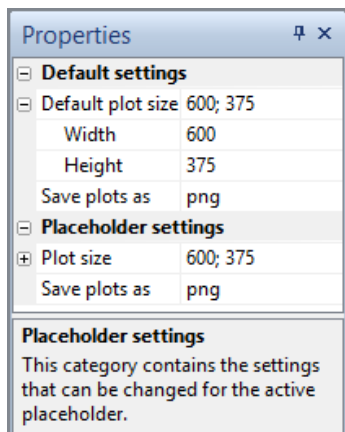 Properties
Default settings
Default plot size 600; 375
Width 600
Height 375
Save plots as png
Placeholder settings
Plot size 600; 375
Save plots as png
Placeholder settings
This category contains the settings
that can be changed for the active
placeholder.